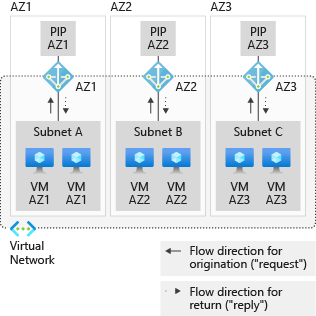 AZ1 AZ2 AZ3
PIP PIP PIP
AZ1 AZ2 AZ3
AZ1 AZ2 AZ3
Subnet A Subnet B Subnet C
VM VM VM VM VM VM
AZ1 AZ1 AZ2 AZ2 AZ3 AZ3
Virtual
Network
Flow direction for
origination ("request")
Flow direction for
return ("reply")